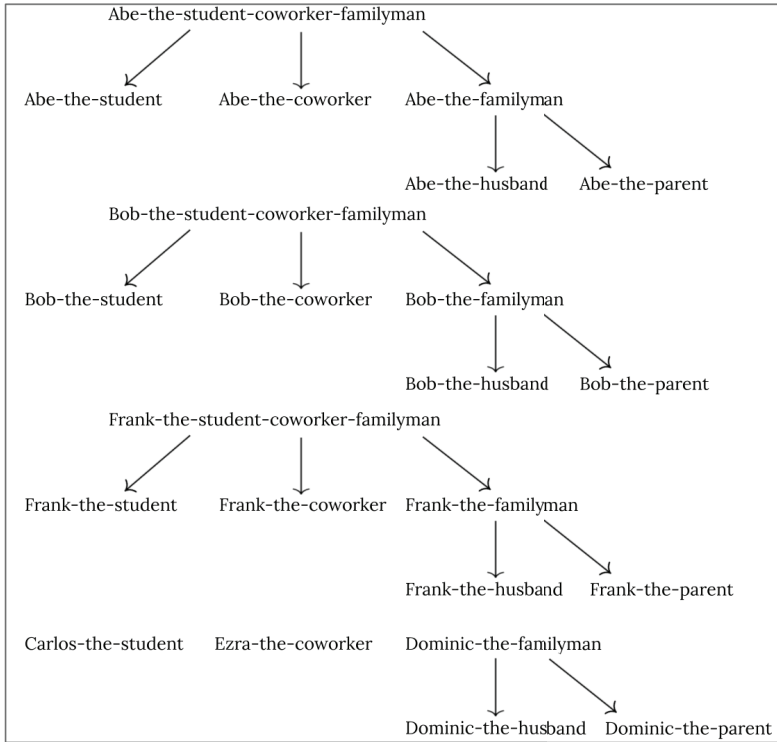 Abe-the-student-coworker-familyman
Abe-the-student Abe-the-coworker Abe-the-familyman
Abe-the-husband Abe-the-parent
Bob-the-student-coworker-familyman
Bob-the-student Bob-the-coworker Bob-the-familyman
Bob-the-husband Bob-the-parent
Frank-the-student-coworker-familyman
Frank-the-student Frank-the-coworker Frank-the-familyman
Frank-the-husband Frank-the-parent
Carlos-the-student Ezra-the-coworker Dominic-the-familyman
Dominic-the-husband Dominic-the-parent